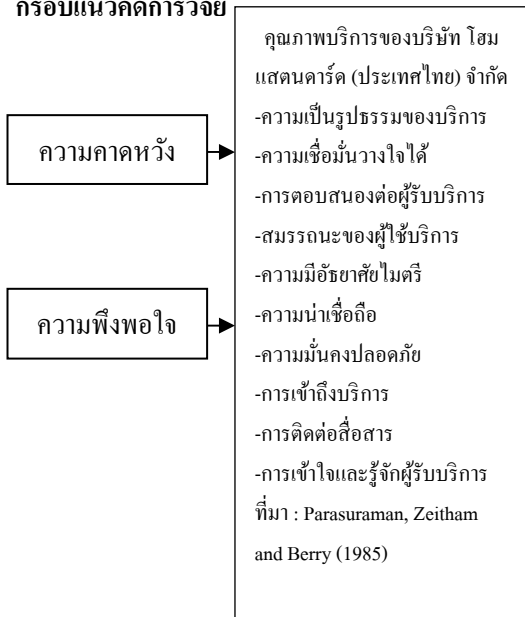 กรอบแนวคิดการวิจัย
คุณภาพบริการของบริษัท โฮม
แสตนดาร์ด (ประเทศไทย) จำกัด
-ความเป็นรูปธรรมของบริการ
ความคาดหวัง
-ความเชื่อมั่นวางใจได้
-การตอบสนองต่อผู้รับบริการ
-สมรรถนะของผู้ใช้บริการ
-ความมีอัธยาศัยไมตรี
ความพึงพอใจ
-ความน่าเชื่อถือ
-ความมั่นคงปลอดภัย
-การเข้าถึงบริการ
-การติดต่อสื่อสาร
-การเข้าใจและรู้จักผู้รับบริการ
ที่มา : Parasuraman, Zeitham
and Berry (1985)